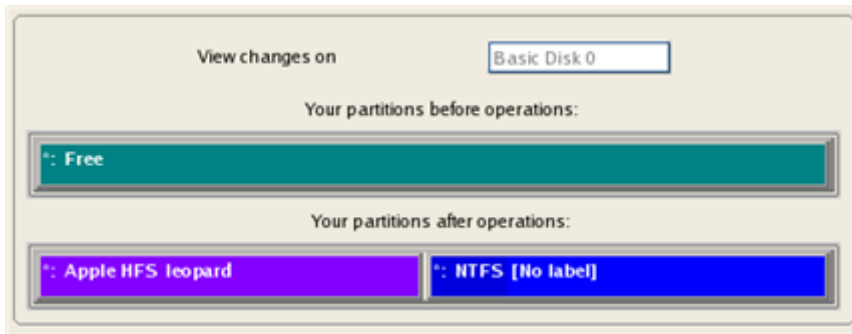 View changes on Basic Disk 0
Your partitions before operations:
*: Free
Your partitions after operations:
*: Apple HFS leopard *: NTFS [No label]